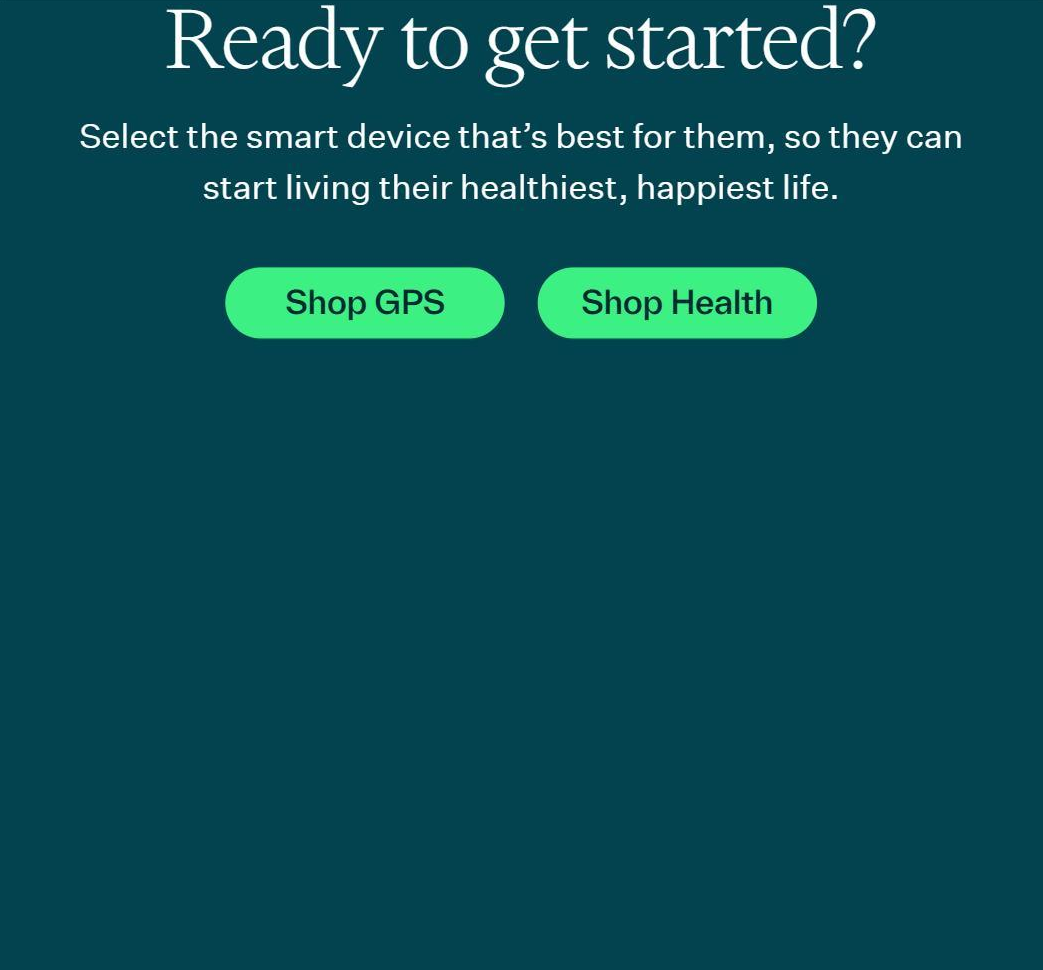 Ready to get started?
Select the smart device that’s best for them, so they can
start living their healthiest, happiest life.
Shop GPS
Shop Health